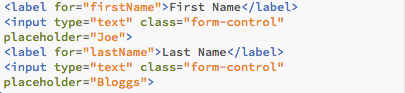 <label for="firstName">First Name</label>
<input type="text" class="form-control"
placeholder="Joe">
<label for="lastName">Last Name</label>
<input type="text" class="form-control"
placeholder="Bloggs">